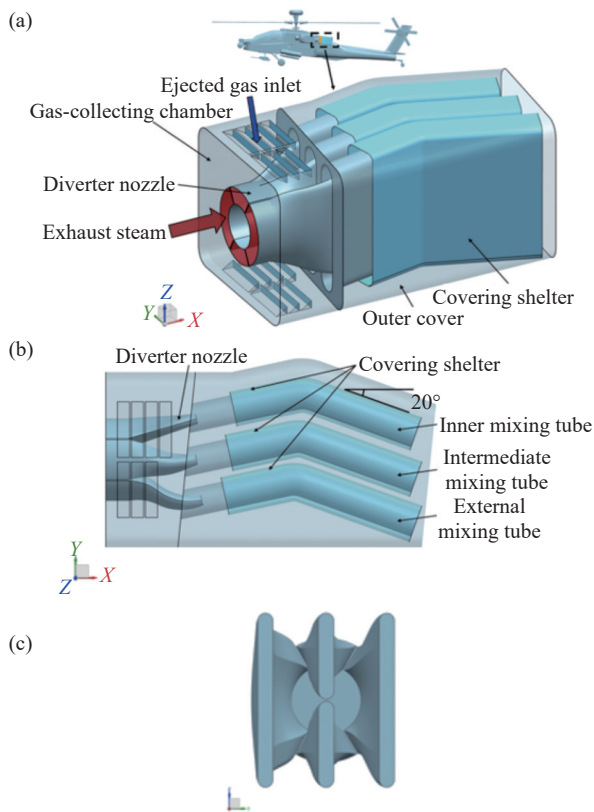 (a)
Ejected gas inlet
Gas-collecting chamber
Diverter nozzle
Exhaust steam
Covering shelter
Outer cover
Z
Y
X
(b)
Diverter nozzle
Covering shelter
20°
Inner mixing tube
Intermediate
mixing tube
External
mixing tube
Y
Z
X
(c)